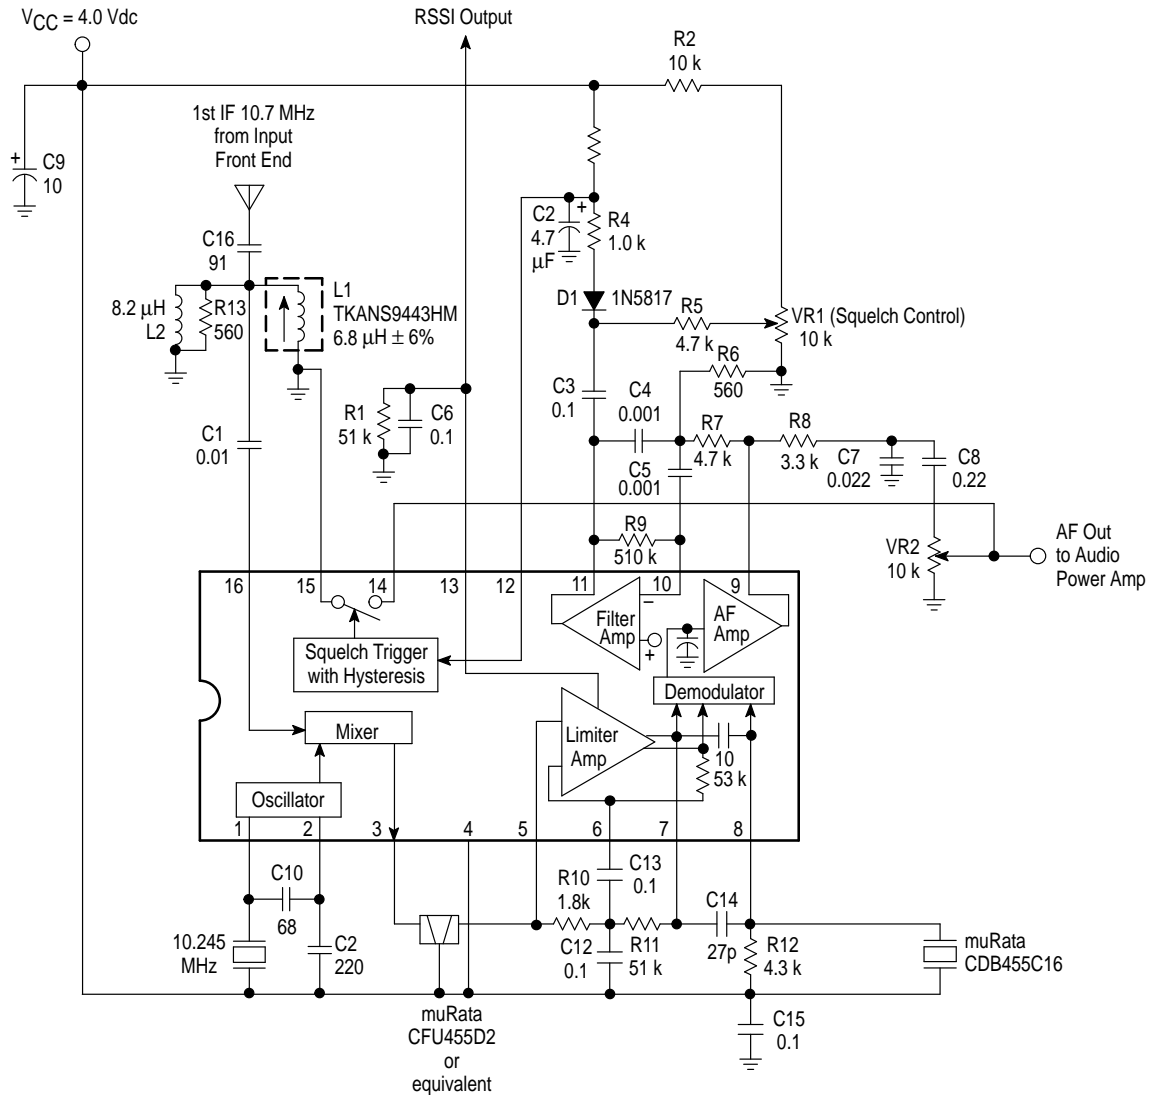 VCC = 4.0 Vdc
RSSI Output
R2
10 k
1st IF 10.7 MHz
from Input
Front End
+
C9
10
C16
91
8.2 µH
L2
R13
560
L1
TKANS9443HM
6.8 µH ± 6%
C2
4.7
µF
+
R4
1.0 k
D1
1N5817
R5
4.7 k
VR1 (Squelch Control)
10 k
R6
560
C3
0.1
C4
0.001
R1
51 k
C6
0.1
C1
0.01
R7
4.7 k
R8
3.3 k
C5
0.001
C7
0.022
C8
0.22
R9
510 k
VR2
10 k
AF Out
to Audio
Power Amp
16
15
14
13
12
11
10
9
Filter
Amp
–
+
AF
Amp
Squelch Trigger
with Hysteresis
Demodulator
Mixer
Limiter
Amp
10
53 k
Oscillator
1
2
3
4
5
6
7
8
C10
68
10.245
MHz
C2
220
R10
1.8k
C13
0.1
C12
0.1
R11
51 k
C14
27p
R12
4.3 k
muRata
CDB455C16
muRata
CFU455D2
or
equivalent
C15
0.1